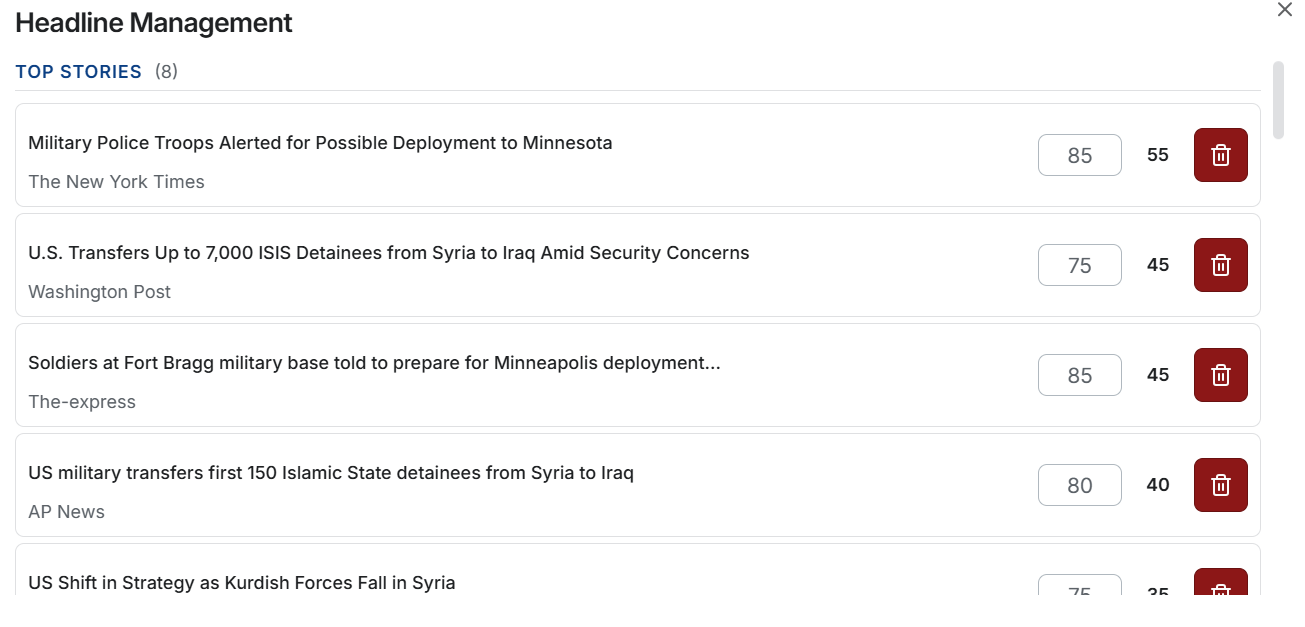 Headline Management
TOP STORIES (8)
Military Police Troops Alerted for Possible Deployment to Minnesota
The New York Times
85 55
U.S. Transfers Up to 7,000 ISIS Detainees from Syria to Iraq Amid Security Concerns
Washington Post
75 45
Soldiers at Fort Bragg military base told to prepare for Minneapolis deployment...
The-express
85 45
US military transfers first 150 Islamic State detainees from Syria to Iraq
AP News
80 40
US Shift in Strategy as Kurdish Forces Fall in Syria
75 35